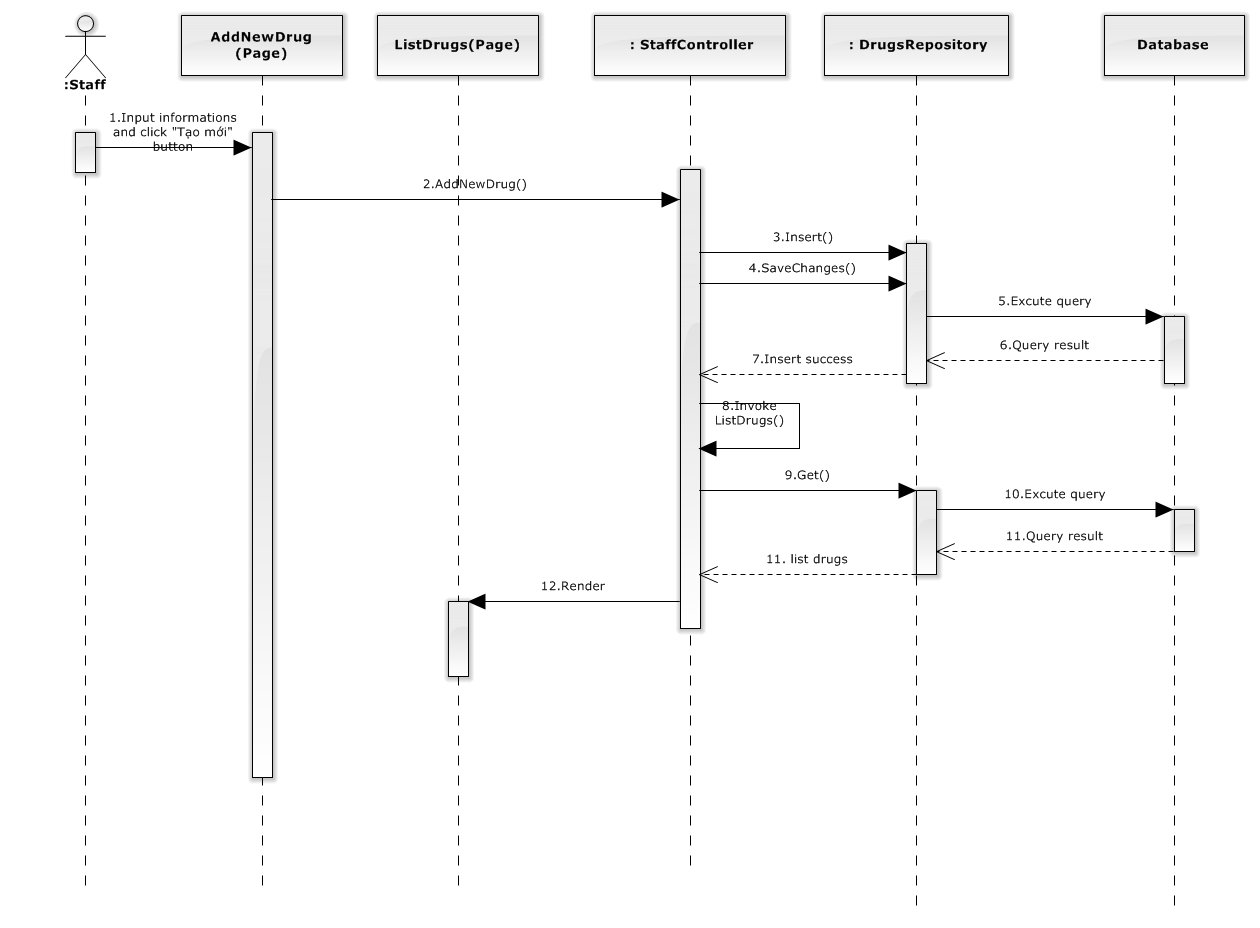 AddNewDrug
(Page)
ListDrugs(Page)
: StaffController
: DrugsRepository
Database
:Staff
1.Input informations
and click "Tạo mới"
button
2.AddNewDrug()
3.Insert()
4.SaveChanges()
5.Excute query
6.Query result
7.Insert success
8.Invoke
ListDrugs()
9.Get()
10.Excute query
11.Query result
11. list drugs
12.Render